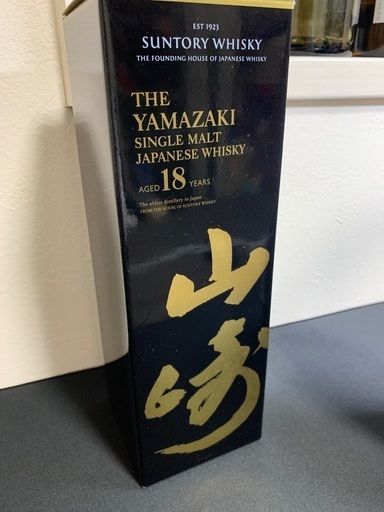 EST 1923
SUNTORY WHISKY
THE FOUNDING HOUSE OF JAPANESE WHISKY
THE
YAMAZAKI
SINGLE MALT
JAPANESE WHISKY
AGED 18 YEARS
The oldest distillery in Japan
FROM THE HOUSE OF SUNTORY WHISKY
山崎